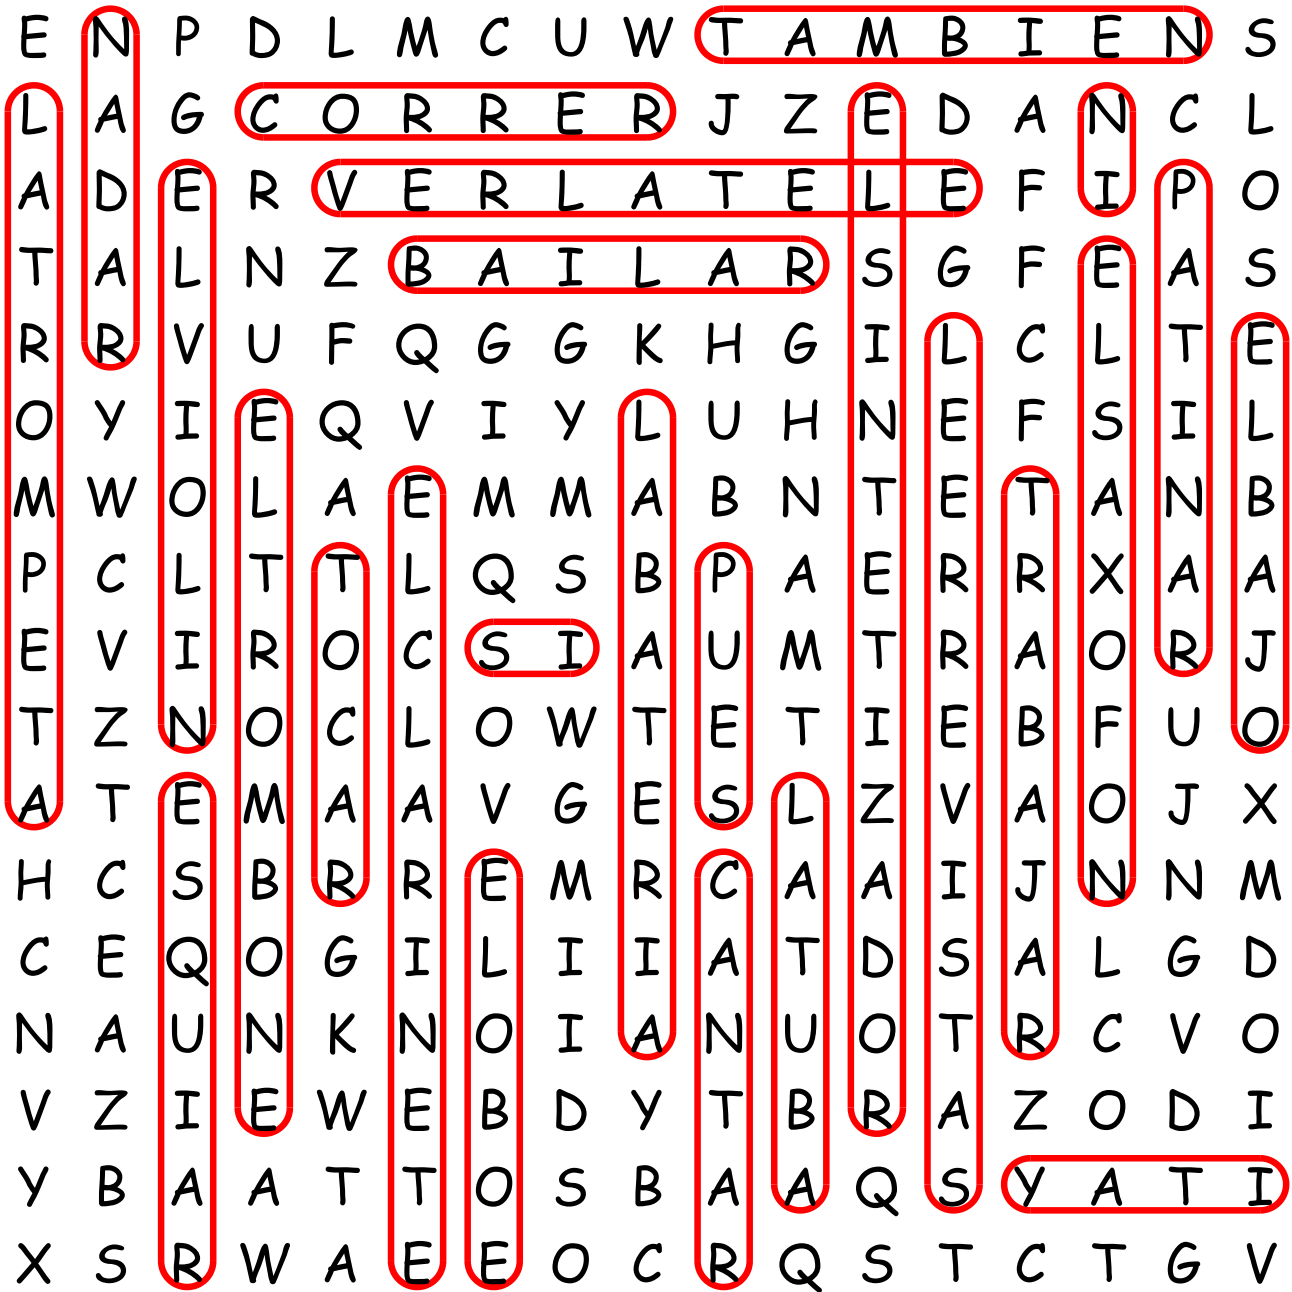 E N P D L M C U W T A M B I E N S
L A G C O R R E R J Z E D A N C L
A D E R V E R L A T E L E F I P O
T A L N Z B A I L A R S G F E A S
R R V U F Q G G K H G I L C L T E
O Y I E Q V I Y L U H N E F S I L
M W O L A E M M A B N T E T A N B
P C L T T L Q S B P A E R R X A A
E V I R O C S I A U M T R A O R J
T Z N O C L O W T E T I E B F U O
A T E M A A V G E S L Z V A O J X
H C S B R R E M R C A A I J N N M
C E Q O G I L I I A T D S A L G D
N A U N K N O I A N U O T R C V O
V Z I E W E B D Y T B R A Z O D I
Y B A A T T O S B A A Q S Y A T I
X S R W A E E O C R Q S T C T G V